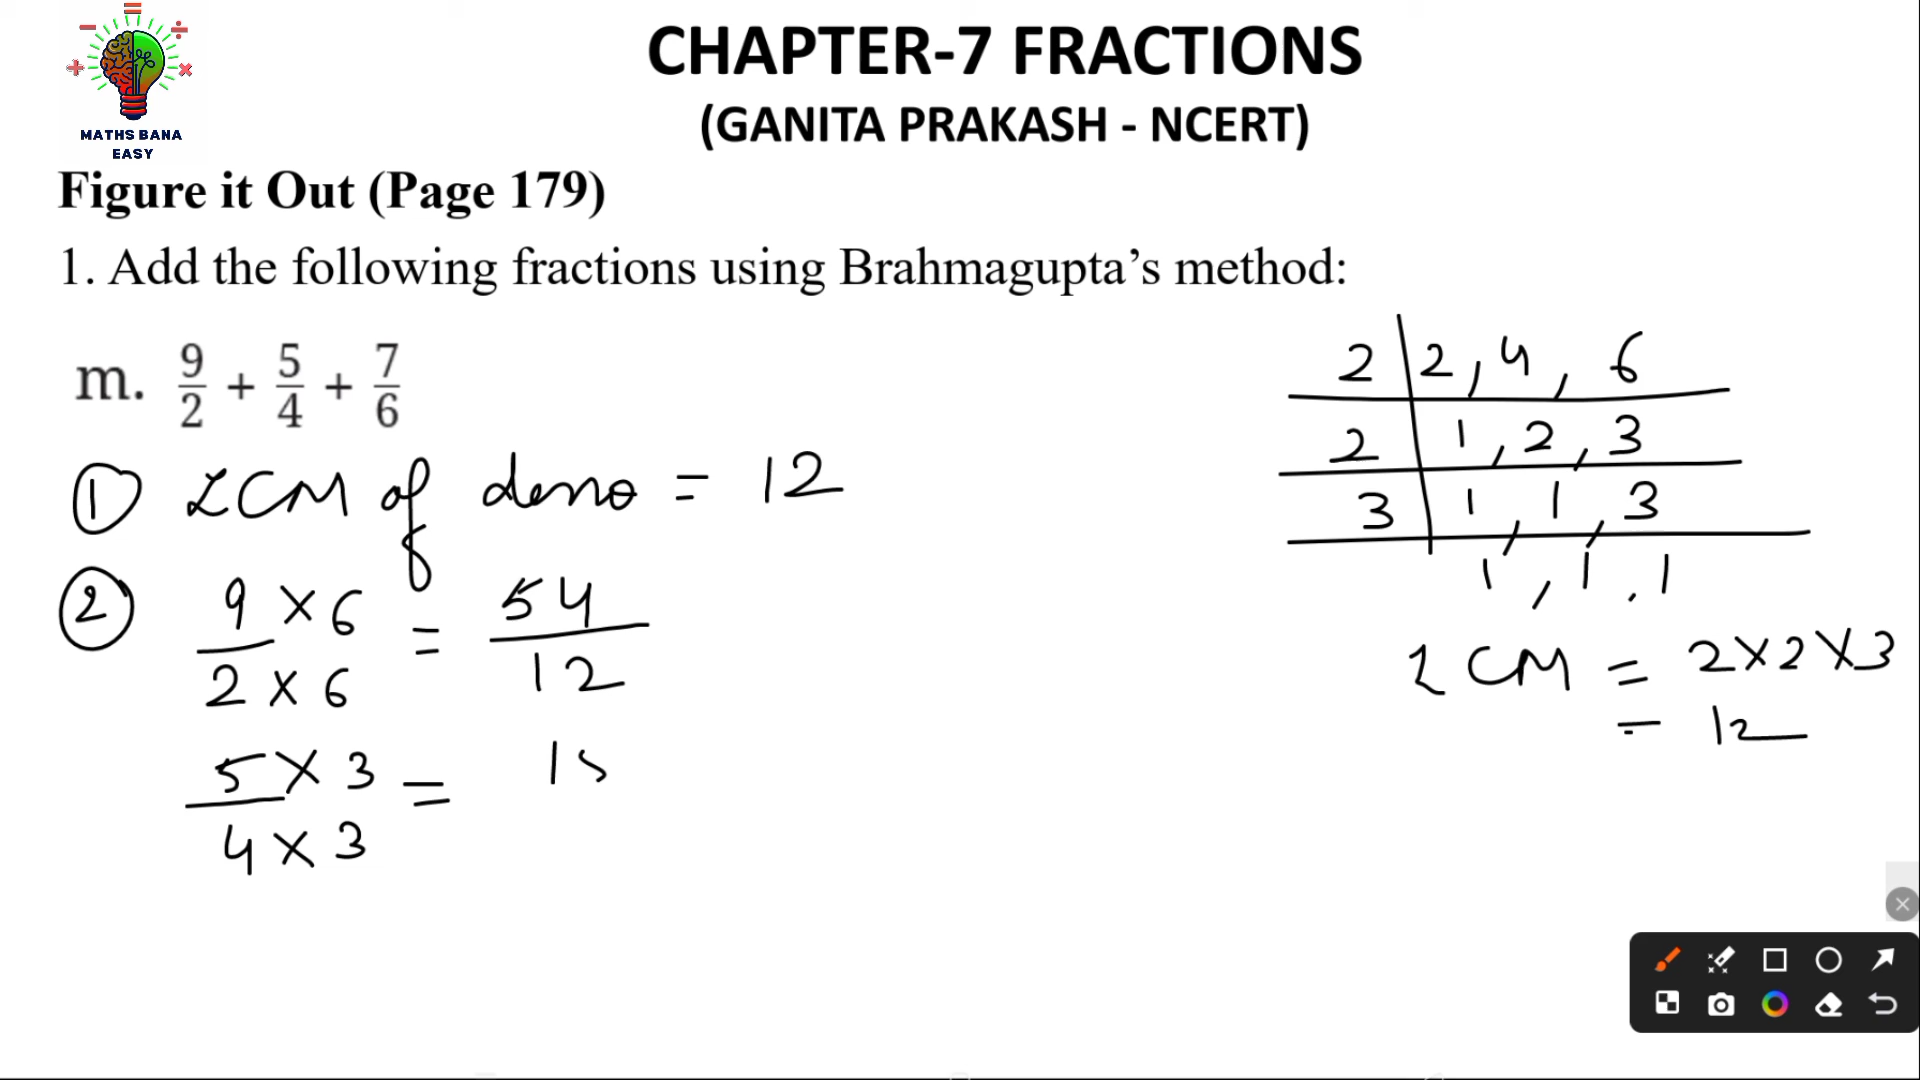 MATHS BANA
EASY
CHAPTER-7 FRACTIONS
(GANITA PRAKASH - NCERT)
Figure it Out (Page 179)
1. Add the following fractions using Brahmagupta's method:
m. 9/2 + 5/4 + 7/6
① LCM of deno = 12
② 9 × 6 / 2 × 6 = 54 / 12
5 × 3 / 4 × 3 = 15
2 | 2, 4, 6
2 | 1, 2, 3
3 | 1, 1, 3
1, 1, 1
LCM = 2×2×3
= 12